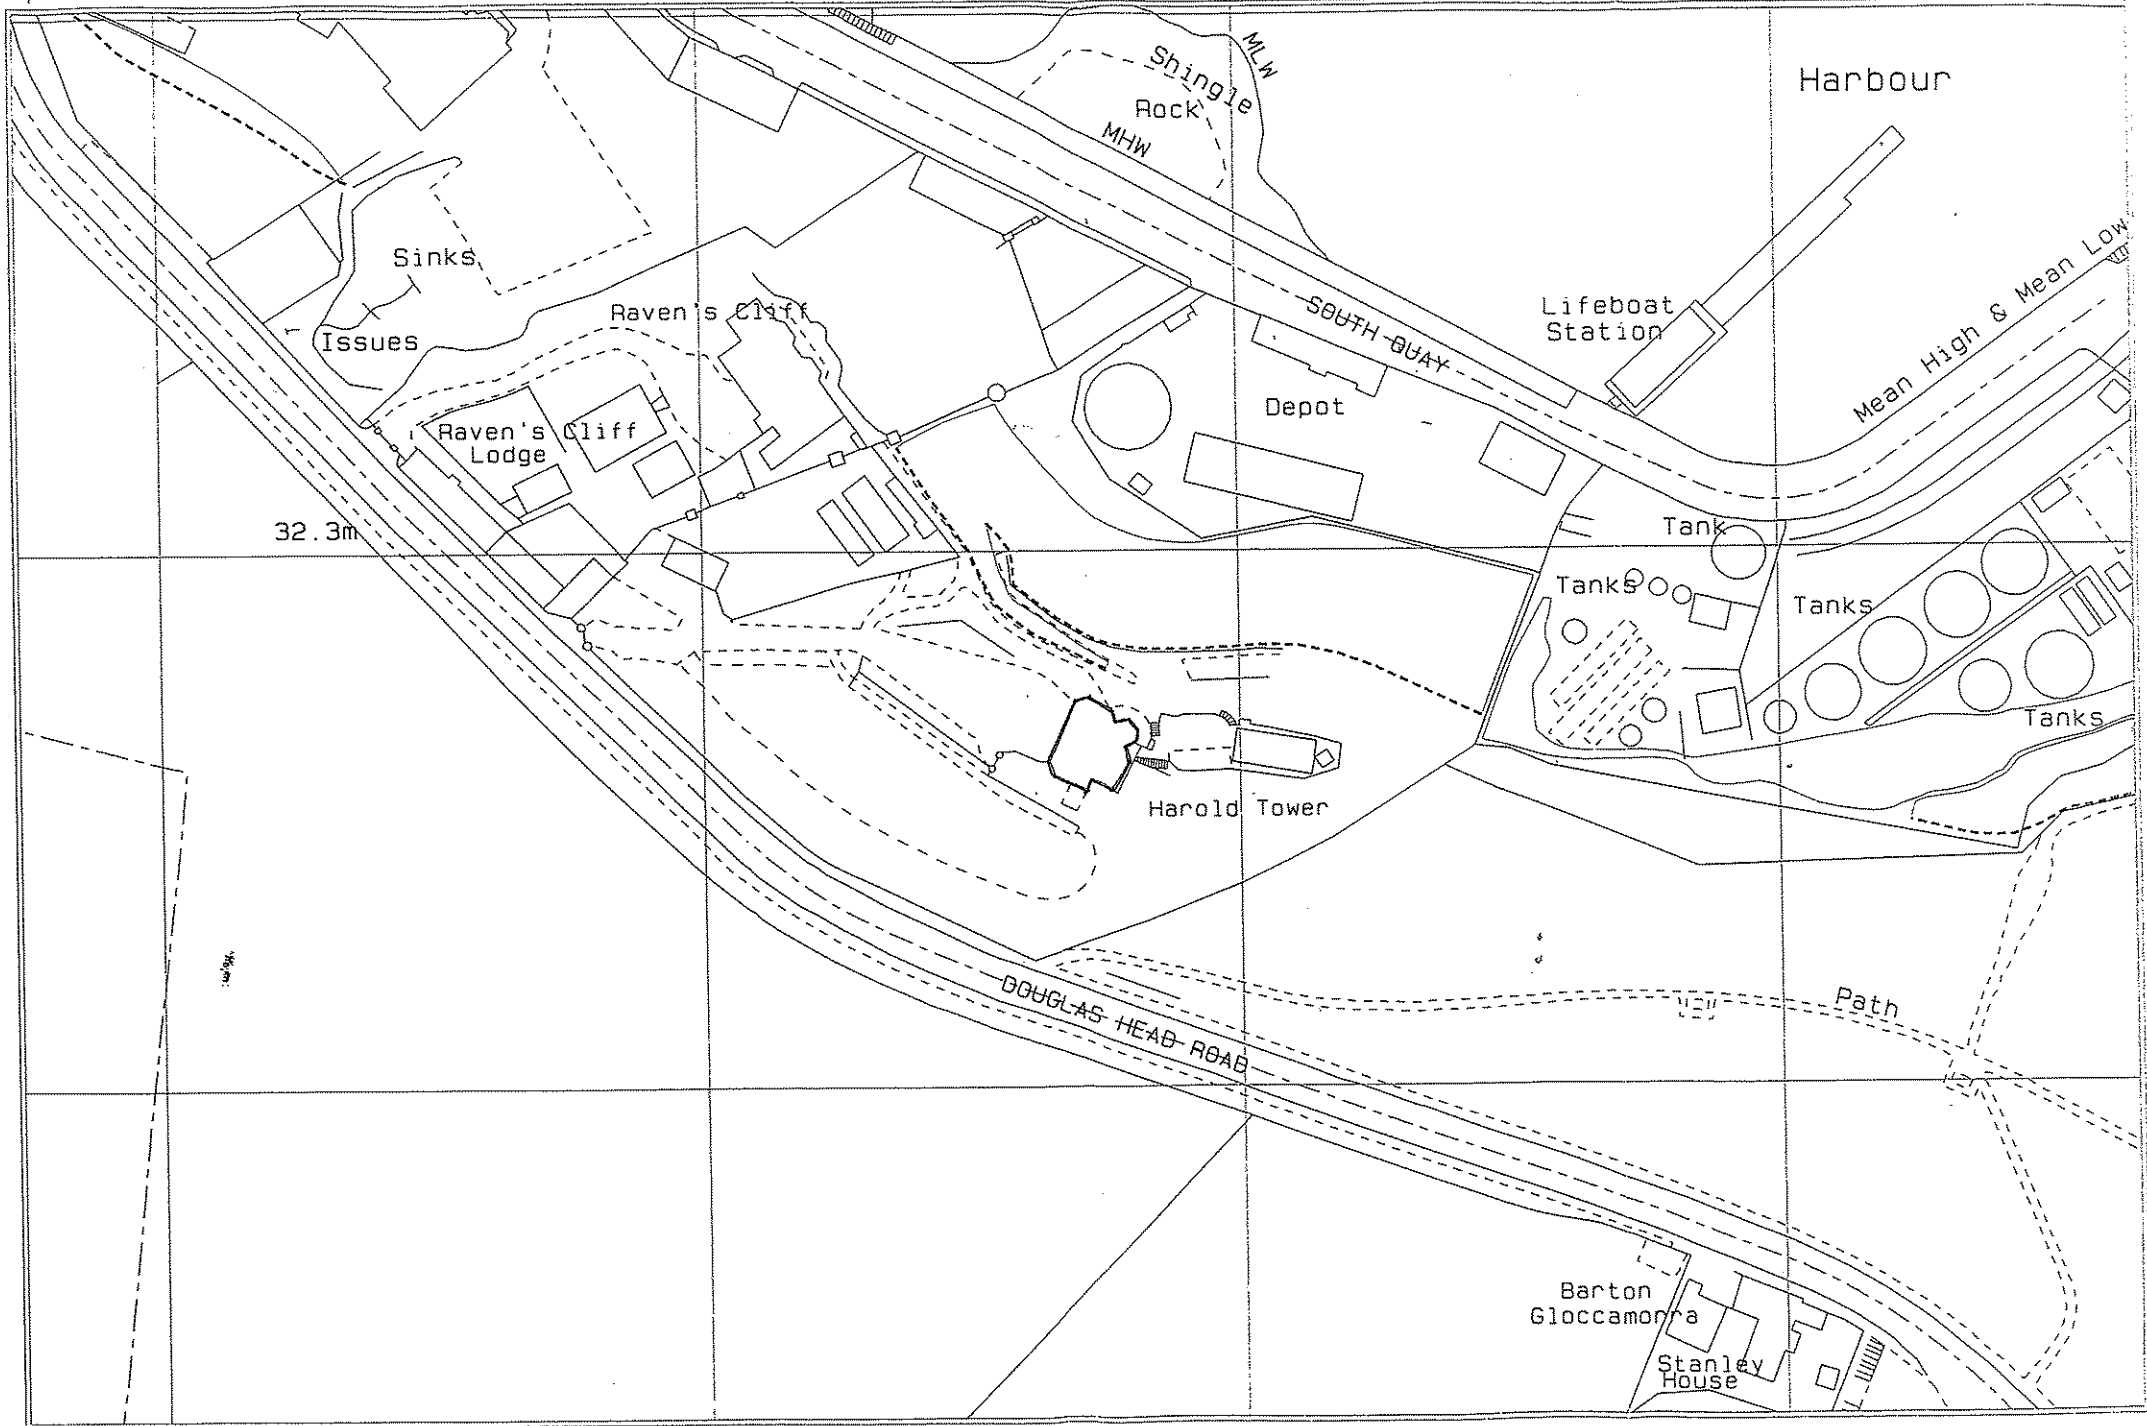 Harbour
MLW
Shingle
Rock
MHW
Sinks
Mean High & Mean Low
Raven's Cliff
SOUTH QUAY
Lifeboat
Station
Issues
Depot
Raven's Cliff
Lodge
32.3m
Tank
Tanks
Tanks
Tanks
Harold Tower
DOUGLAS HEAD ROAD
Path
Barton
Gloccamorra
Stanley
House